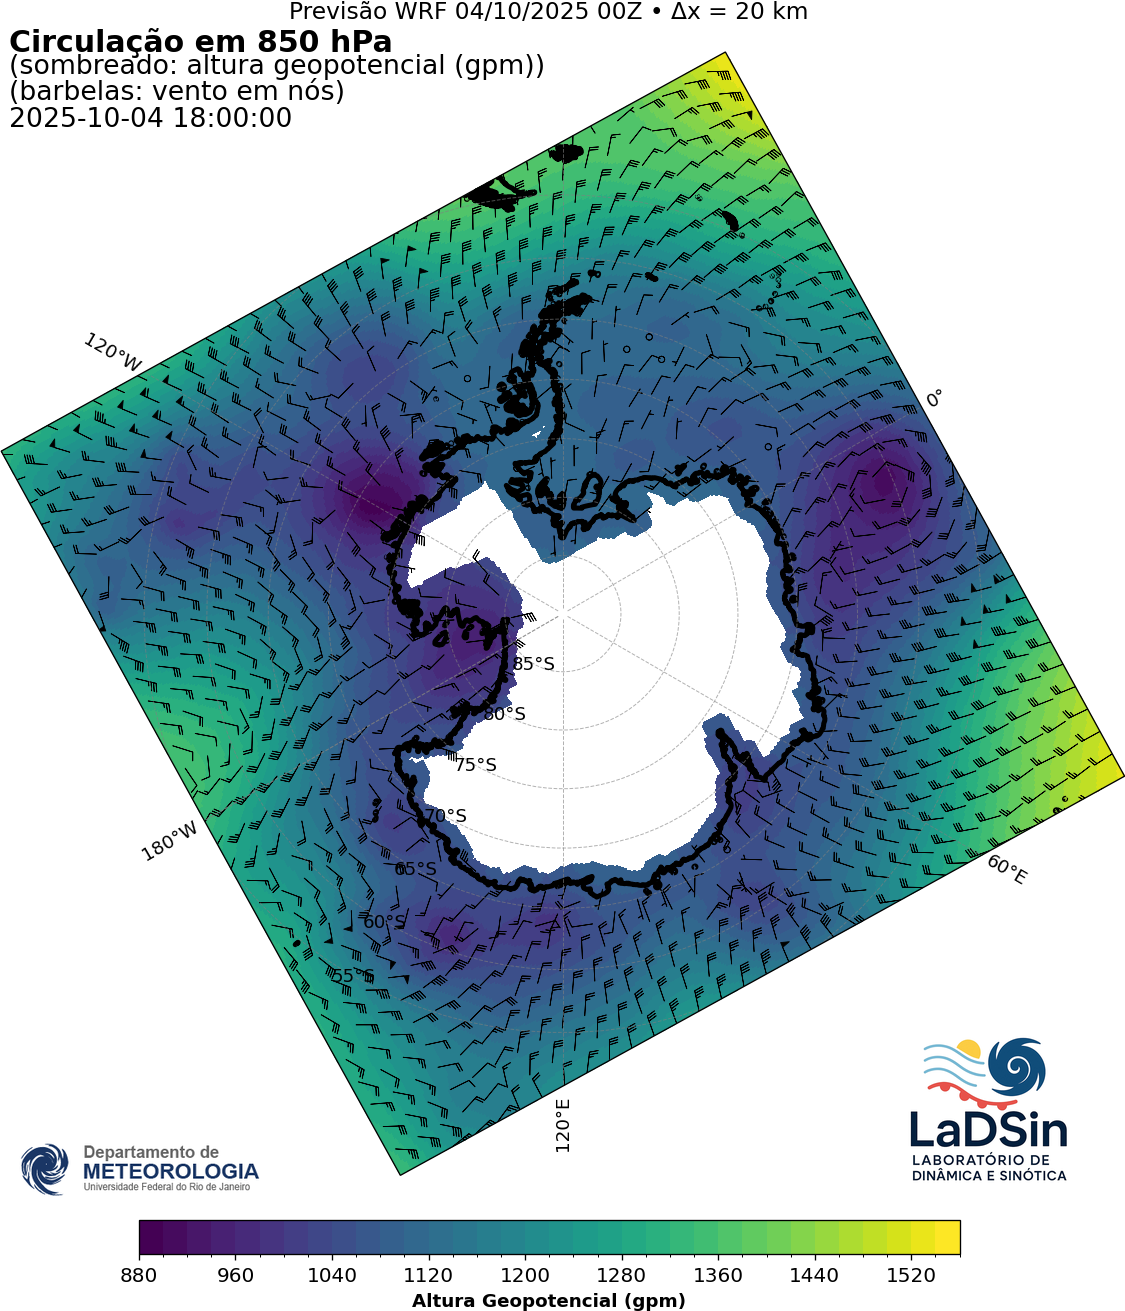 Previsão WRF 04/10/2025 00Z • Δx = 20 km
Circulação em 850 hPa
(sombreado: altura geopotencial (gpm))
(barbelas: vento em nós)
2025-10-04 18:00:00
120°W
0°
85°S
80°S
75°S
70°S
180°W
65°S
60°E
60°S
55°S
120°E
LaDSin
LABORATÓRIO DE
DINÂMICA E SINÓTICA
Departamento de
METEOROLOGIA
Universidade Federal do Rio de Janeiro
880 960 1040 1120 1200 1280 1360 1440 1520
Altura Geopotencial (gpm)